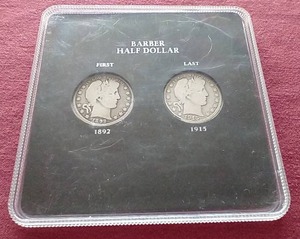 BARBER
HALF DOLLAR
FIRST LAST
1892 1915